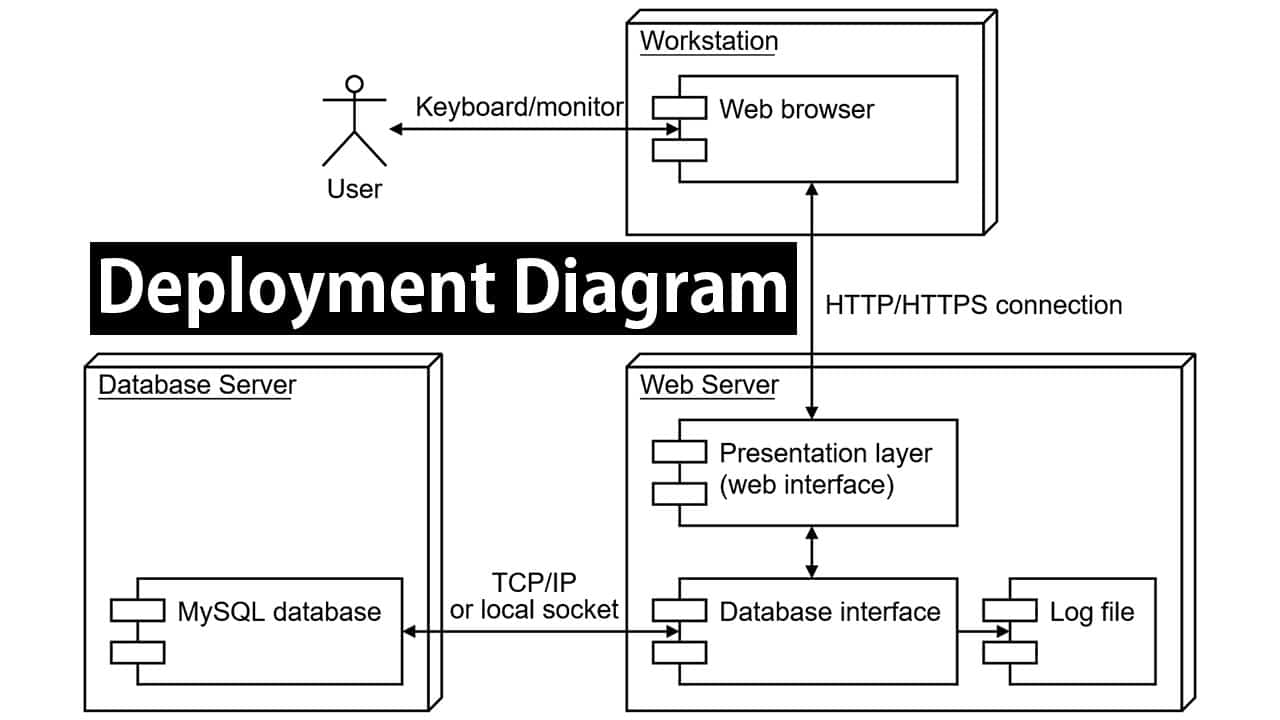 Workstation
Keyboard/monitor
Web browser
User
Deployment Diagram
HTTP/HTTPS connection
Database Server
Web Server
Presentation layer
(web interface)
TCP/IP
or local socket
MySQL database
Database interface
Log file